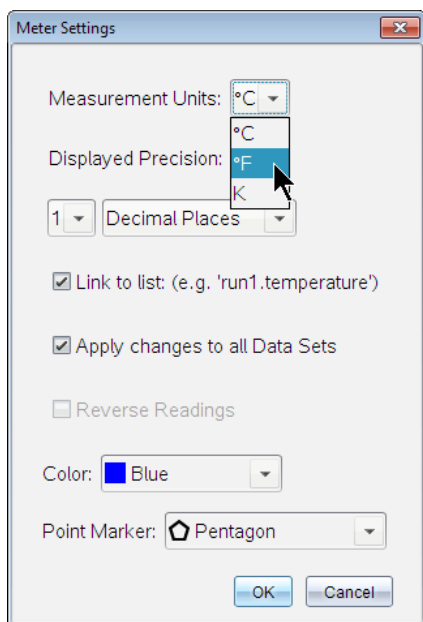 Meter Settings
Measurement Units: °C
°C
Displayed Precision: °F
K
1 Decimal Places
Link to list: (e.g. 'run1.temperature')
Apply changes to all Data Sets
Reverse Readings
Color: Blue
Point Marker: Pentagon
OK Cancel